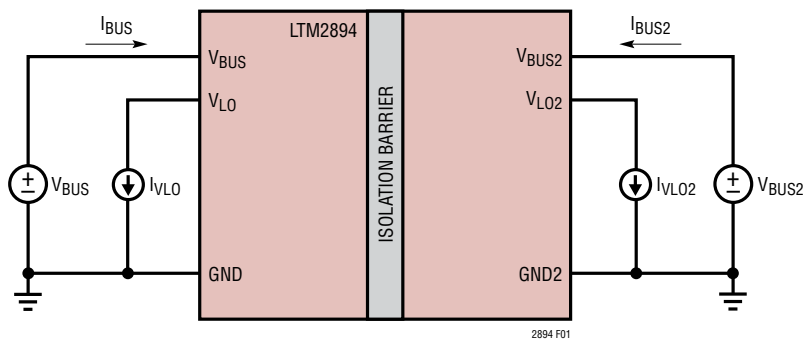 IBUS
IBUS2
LTM2894
VBUS
VBUS2
VLO
VLO2
ISOLATION BARRIER
+
–
VBUS
IVLO
IVLO2
+
–
VBUS2
GND
GND2
2894 F01